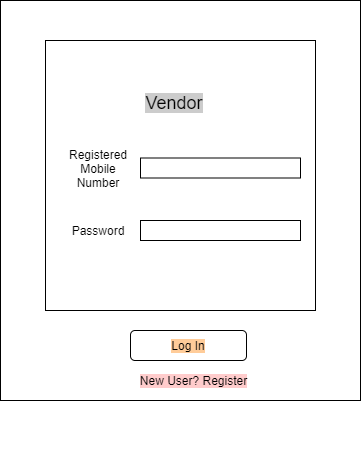 Vendor
Registered
Mobile
Number
Password
Log In
New User? Register